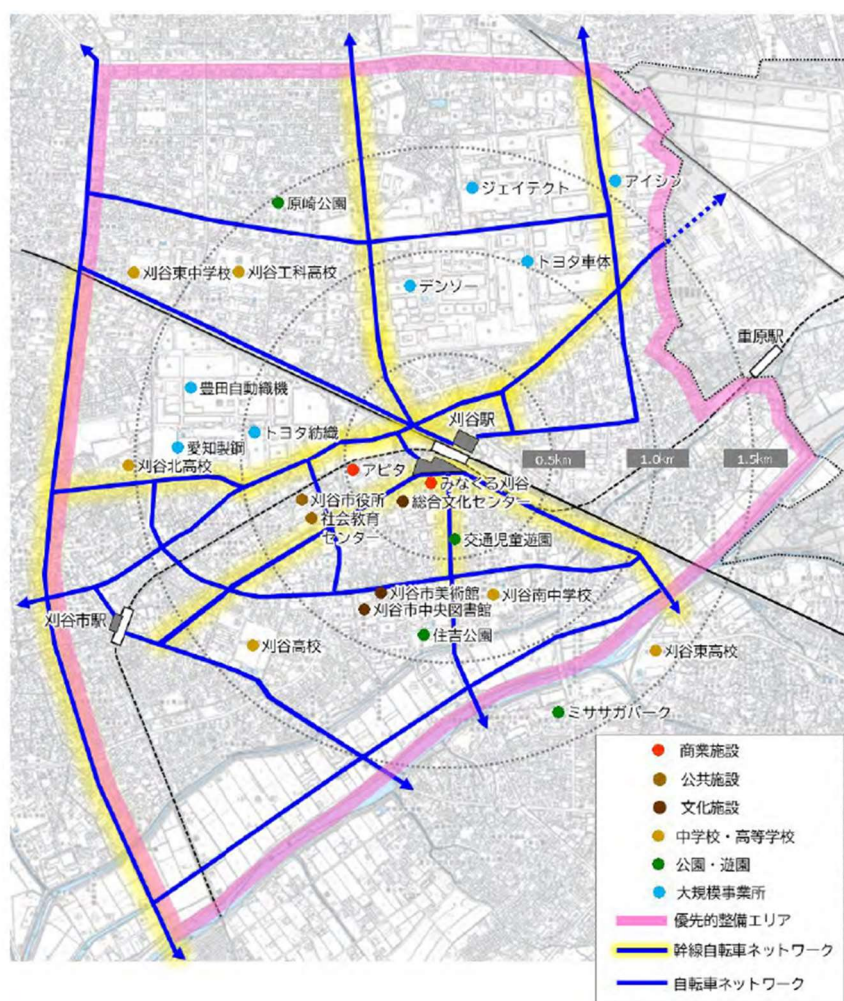 ジェイテクト
アイシン
原崎公園
刈谷東中学校
刈谷工科高校
トヨタ車体
デンソー
重原駅
豊田自動織機
刈谷駅
トヨタ紡織
愛知製鋼
刈谷北高校
アピタ
0.5km
1.0km
1.5km
みなくる刈谷
刈谷市役所
総合文化センター
社会教育
センター
交通児童遊園
刈谷市美術館
刈谷南中学校
刈谷市中央図書館
刈谷市駅
住吉公園
刈谷高校
刈谷東高校
ミササガパーク
商業施設
公共施設
文化施設
中学校・高等学校
公園・遊園
大規模事業所
優先的整備エリア
幹線自転車ネットワーク
自転車ネットワーク